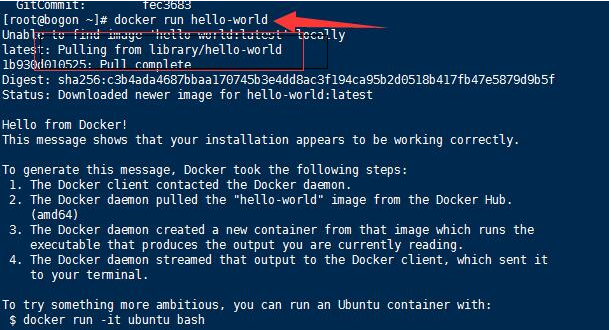 GitCommit: fec3683
[root@bogon ~]# docker run hello-world
Unable to find image 'hello-world:latest' locally
latest: Pulling from library/hello-world
1b930d010525: Pull complete
Digest: sha256:c3b4ada4687bbaa170745b3e4dd8ac3f194ca95b2d0518b417fb47e5879d9b5f
Status: Downloaded newer image for hello-world:latest
Hello from Docker!
This message shows that your installation appears to be working correctly.
To generate this message, Docker took the following steps:
1. The Docker client contacted the Docker daemon.
2. The Docker daemon pulled the "hello-world" image from the Docker Hub.
(amd64)
3. The Docker daemon created a new container from that image which runs the
executable that produces the output you are currently reading.
4. The Docker daemon streamed that output to the Docker client, which sent it
to your terminal.
To try something more ambitious, you can run an Ubuntu container with:
$ docker run -it ubuntu bash